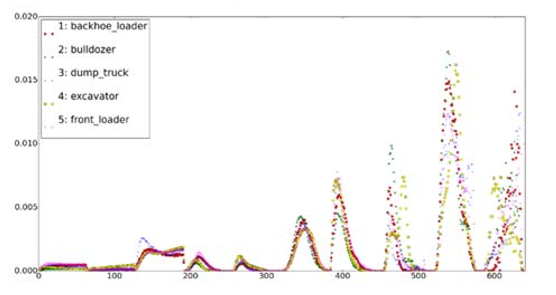 0.020
1: backhoe_loader
2: bulldozer
3: dump_truck
4: excavator
5: front_loader
0.015
0.010
0.005
0.000
0 100 200 300 400 500 600